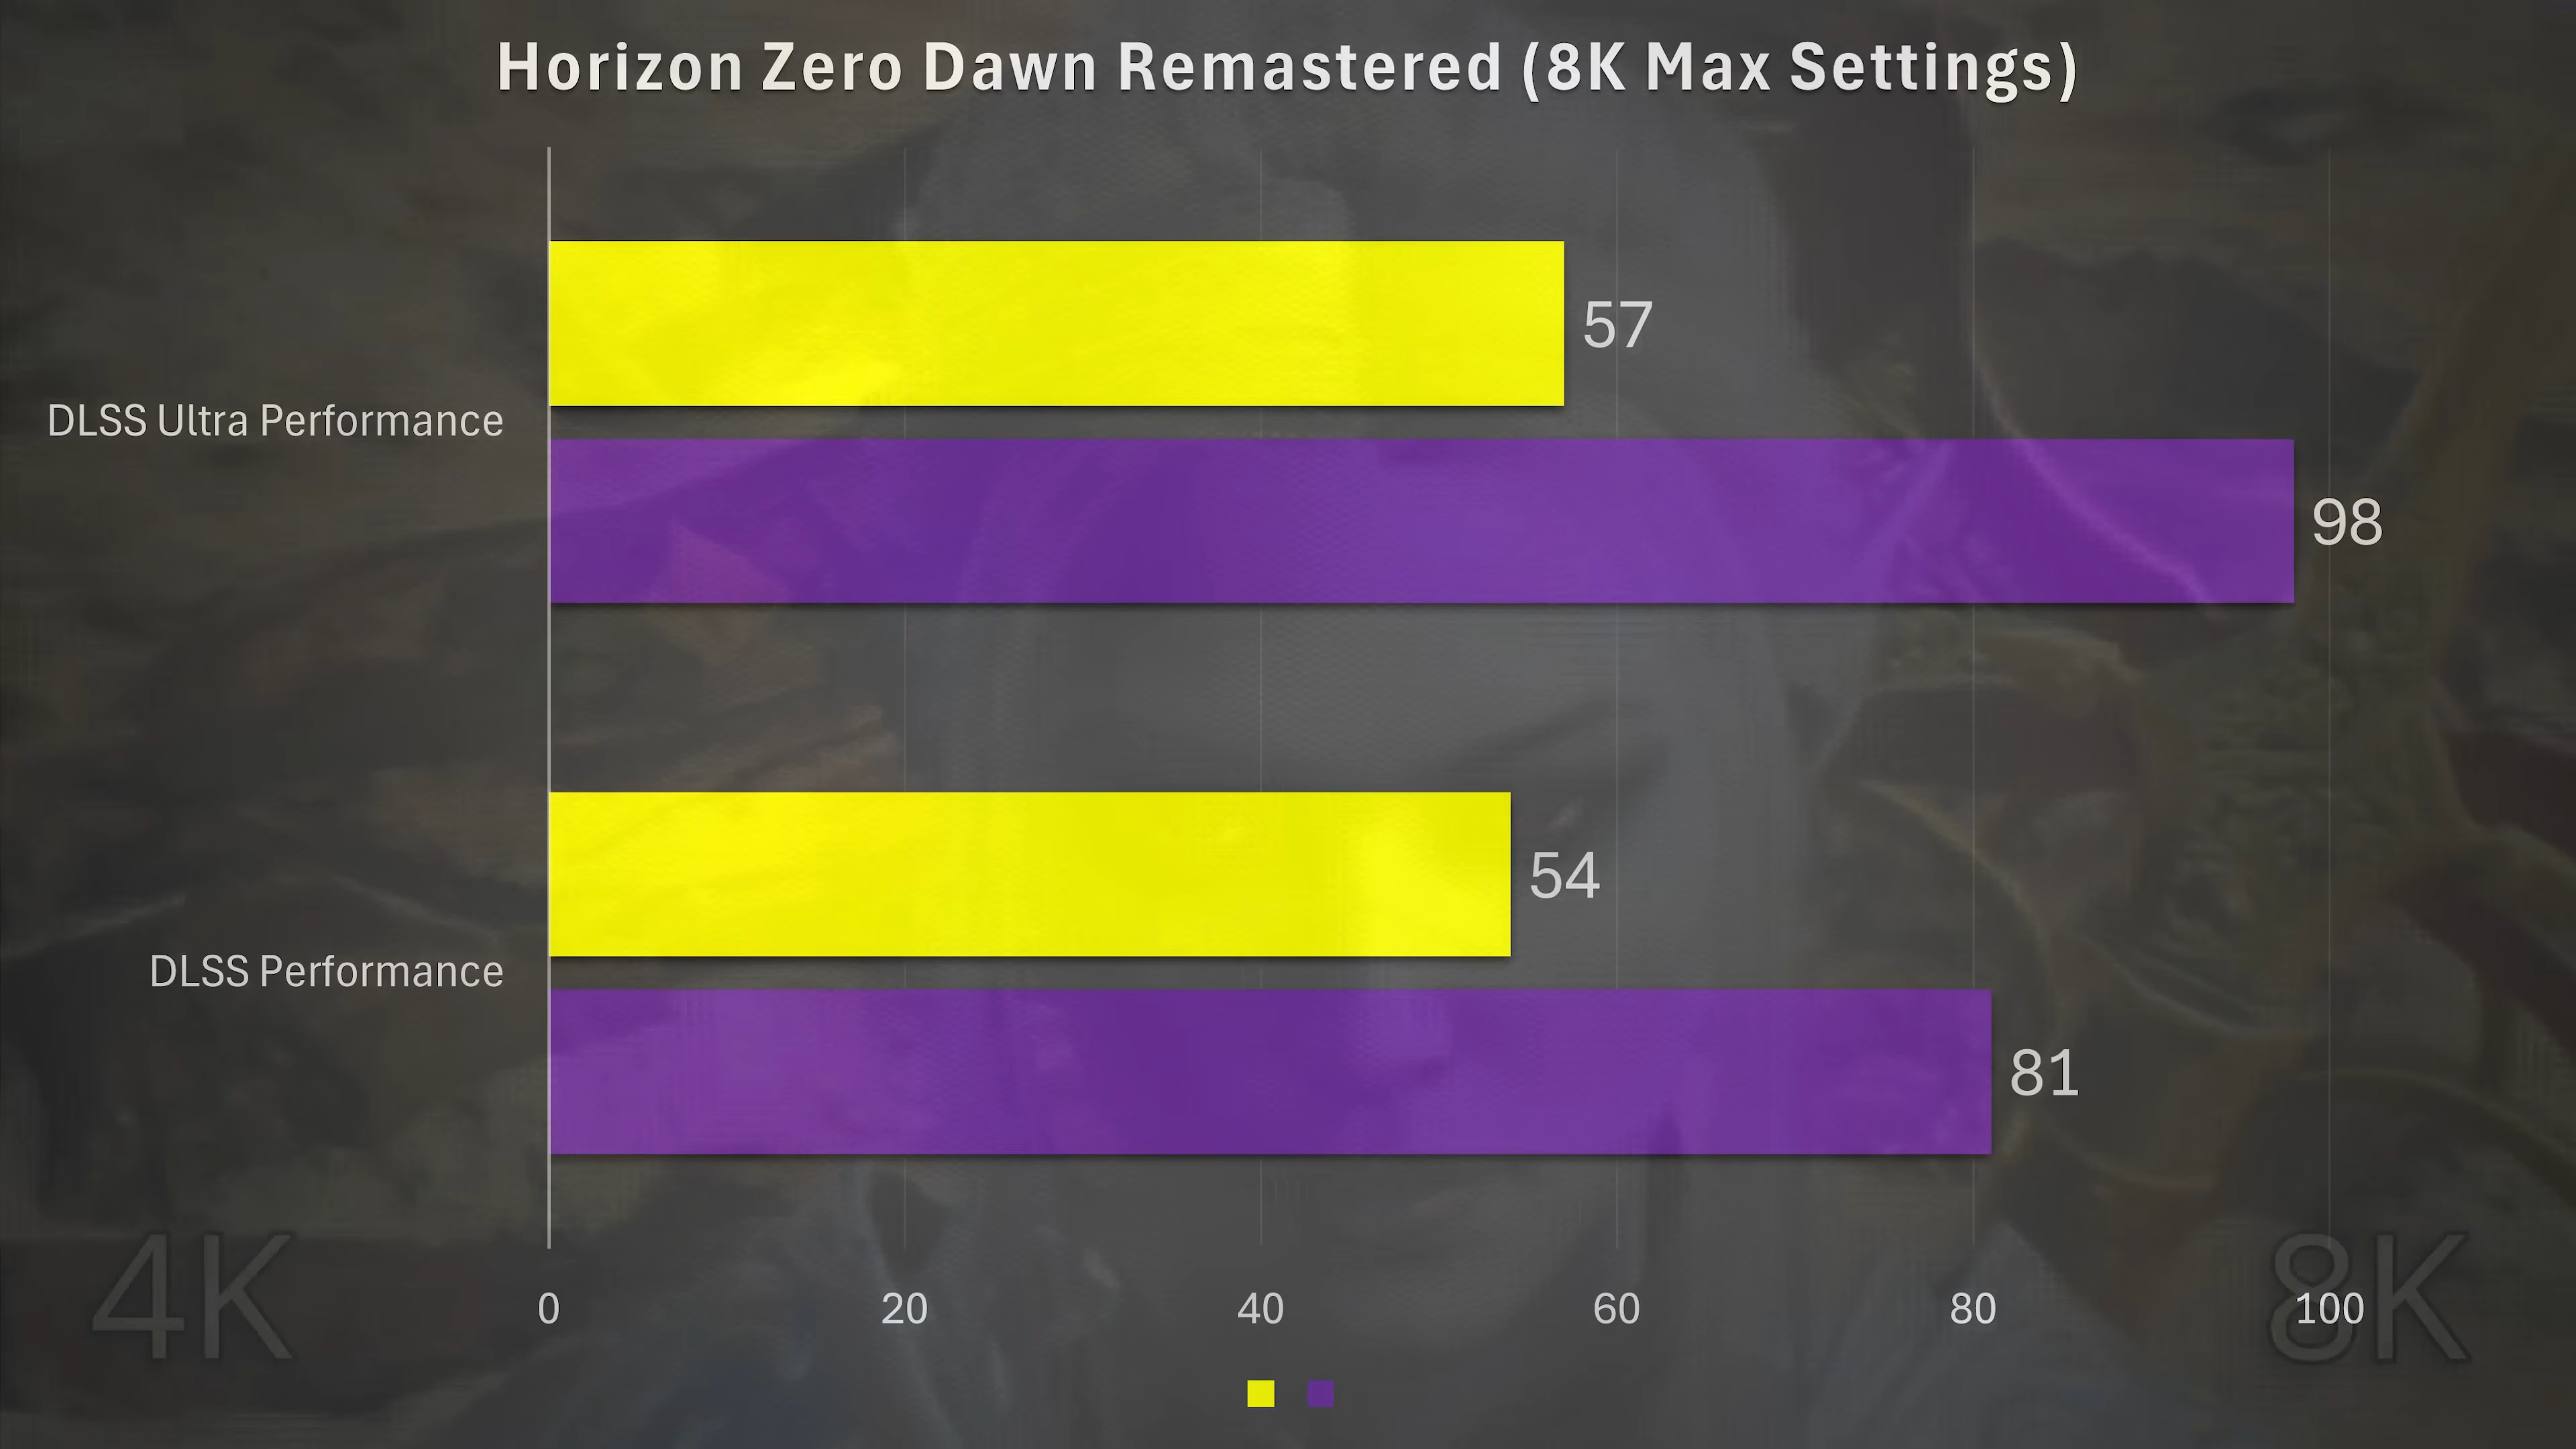 Horizon Zero Dawn Remastered (8K Max Settings)
57
DLSS Ultra Performance
98
54
DLSS Performance
81
4K
8K
0 20 40 60 80 100